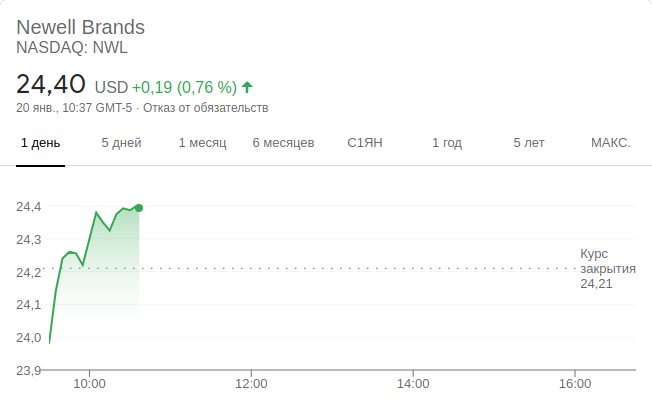 Newell Brands
NASDAQ: NWL
24,40 USD +0,19 (0,76 %)
20 янв., 10:37 GMT-5 · Отказ от обязательств
1 день 5 дней 1 месяц 6 месяцев С1ЯН 1 год 5 лет МАКС.
24,4
24,3
Курс
закрытия
24,21
24,2
24,1
24,0
23,9
10:00 12:00 14:00 16:00